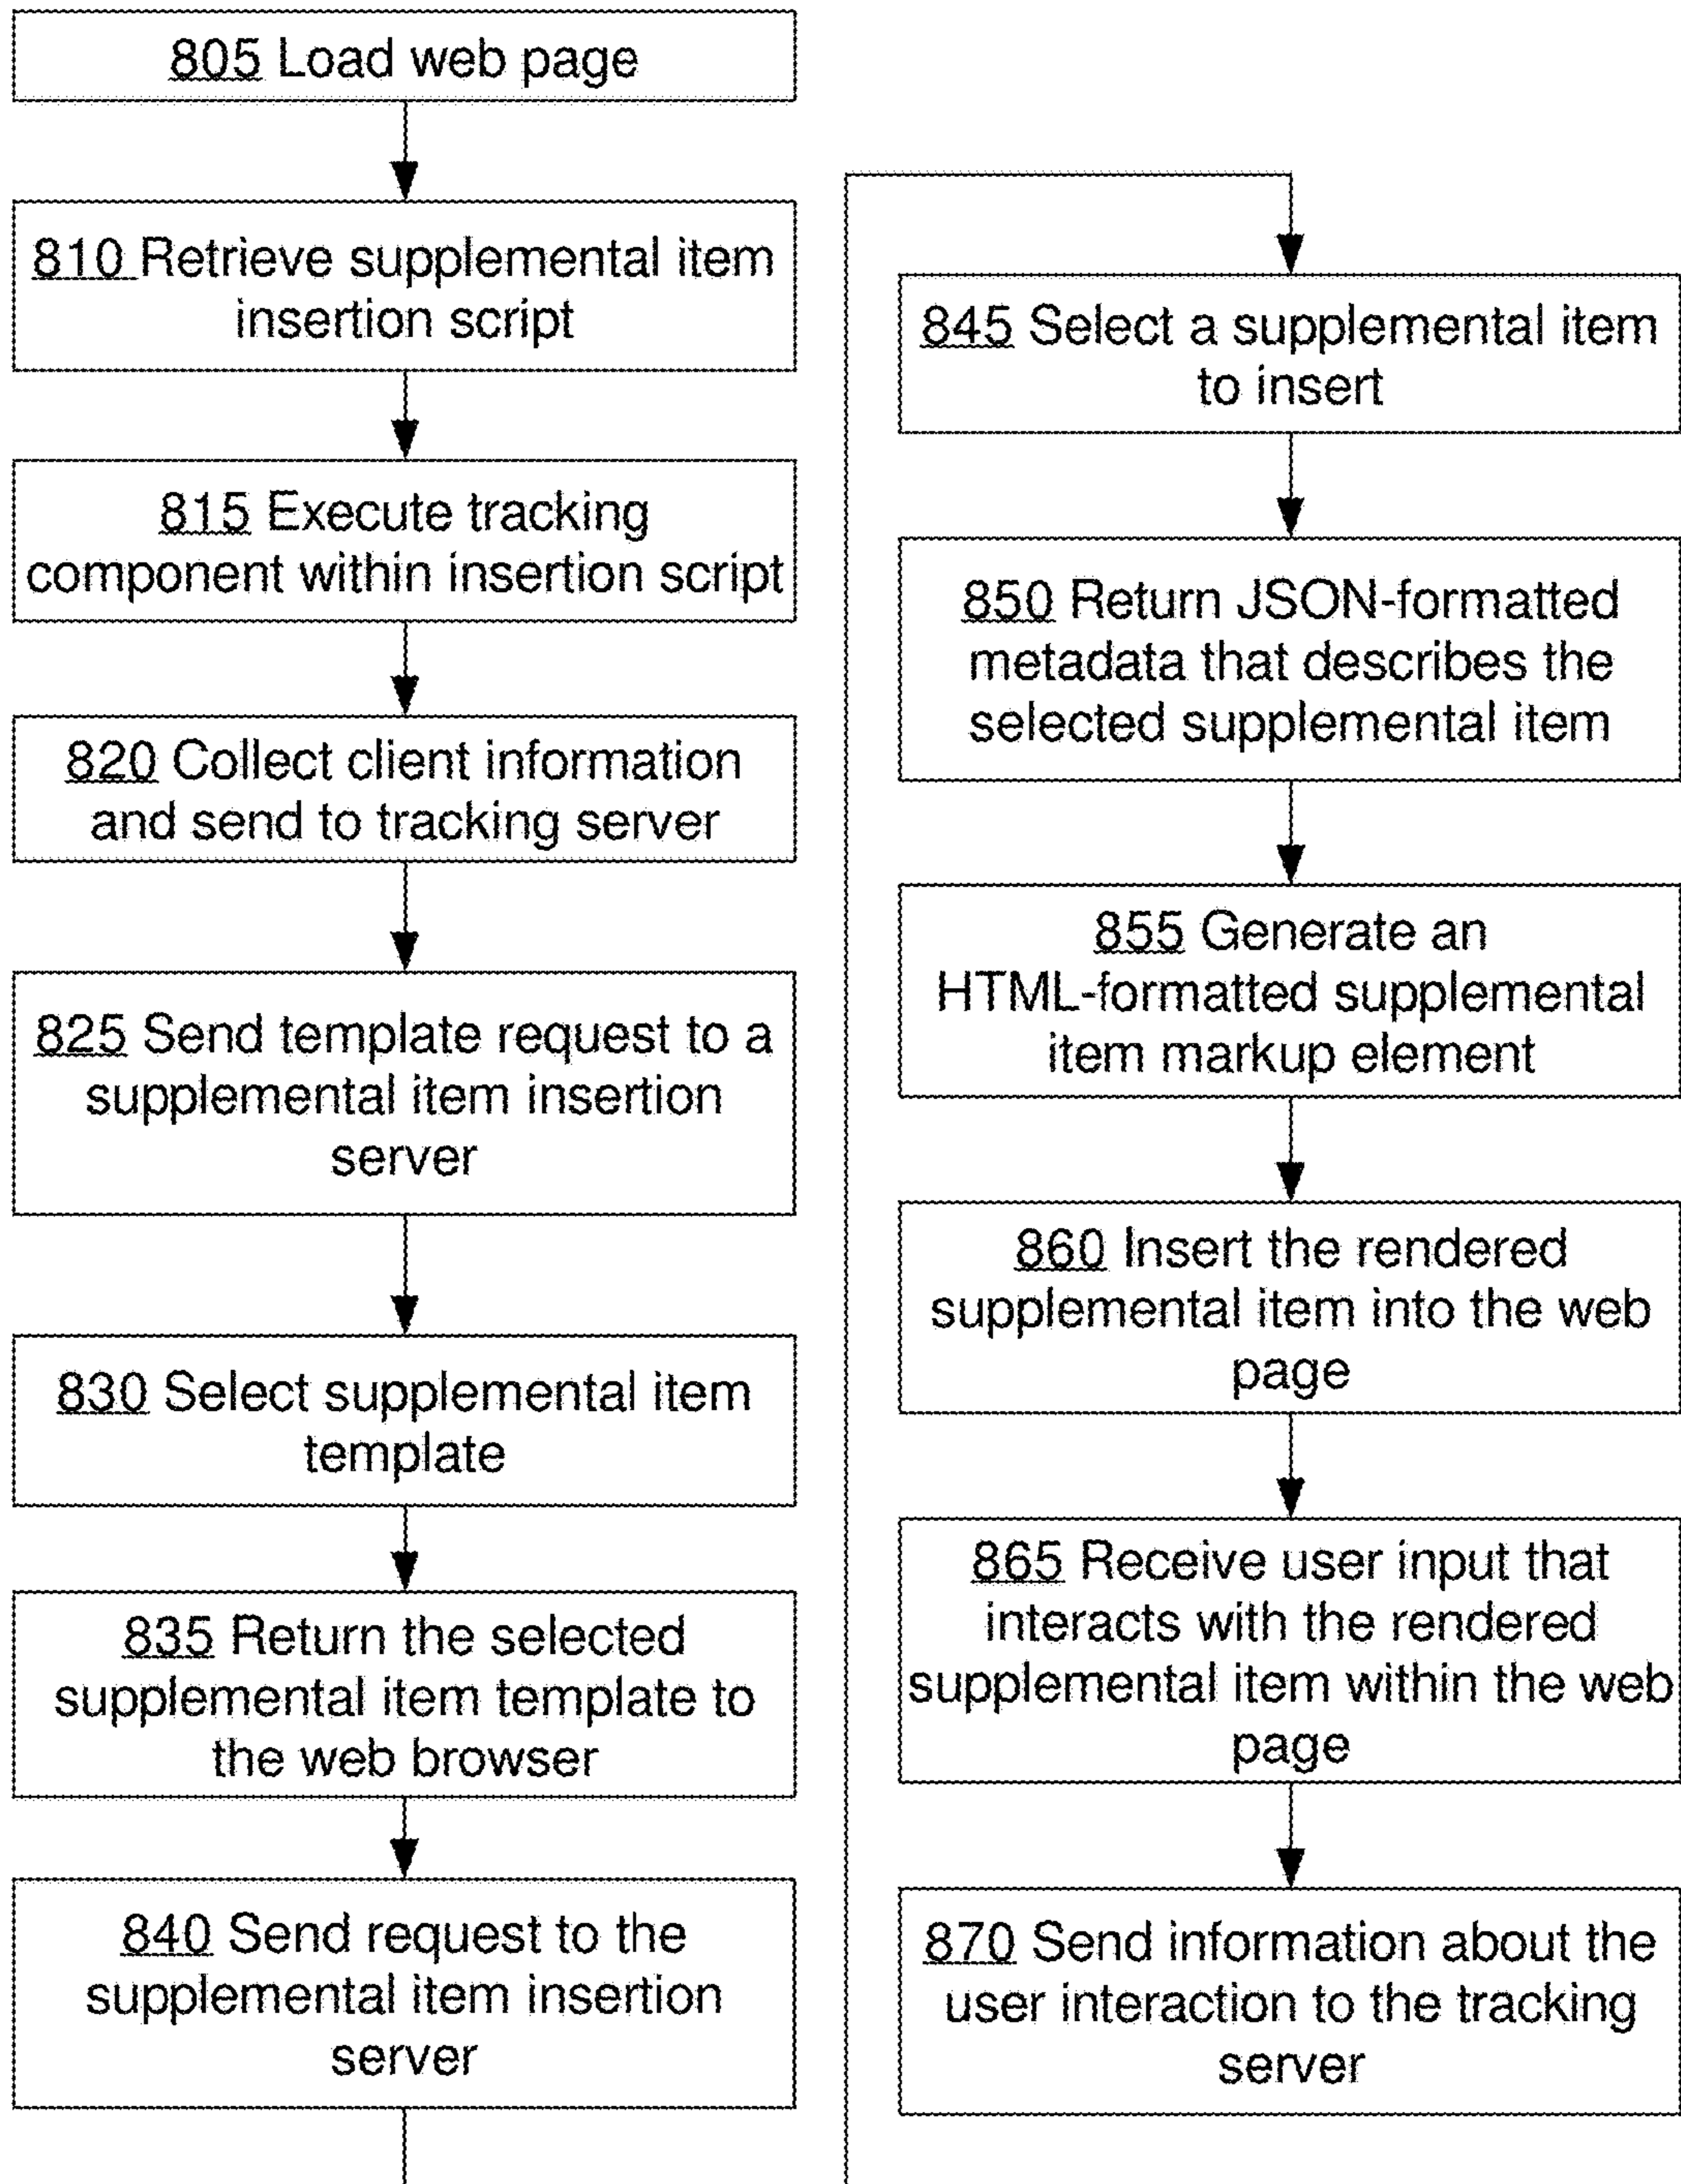 805 Load web page
810 Retrieve supplemental item
insertion script
815 Execute tracking
component within insertion script
820 Collect client information
and send to tracking server
825 Send template request to a
supplemental item insertion
server
830 Select supplemental item
template
835 Return the selected
supplemental item template to
the web browser
840 Send request to the
supplemental item insertion
server
845 Select a supplemental item
to insert
850 Return JSON-formatted
metadata that describes the
selected supplemental item
855 Generate an
HTML-formatted supplemental
item markup element
860 Insert the rendered
supplemental item into the web
page
865 Receive user input that
interacts with the rendered
supplemental item within the web
page
870 Send information about the
user interaction to the tracking
server